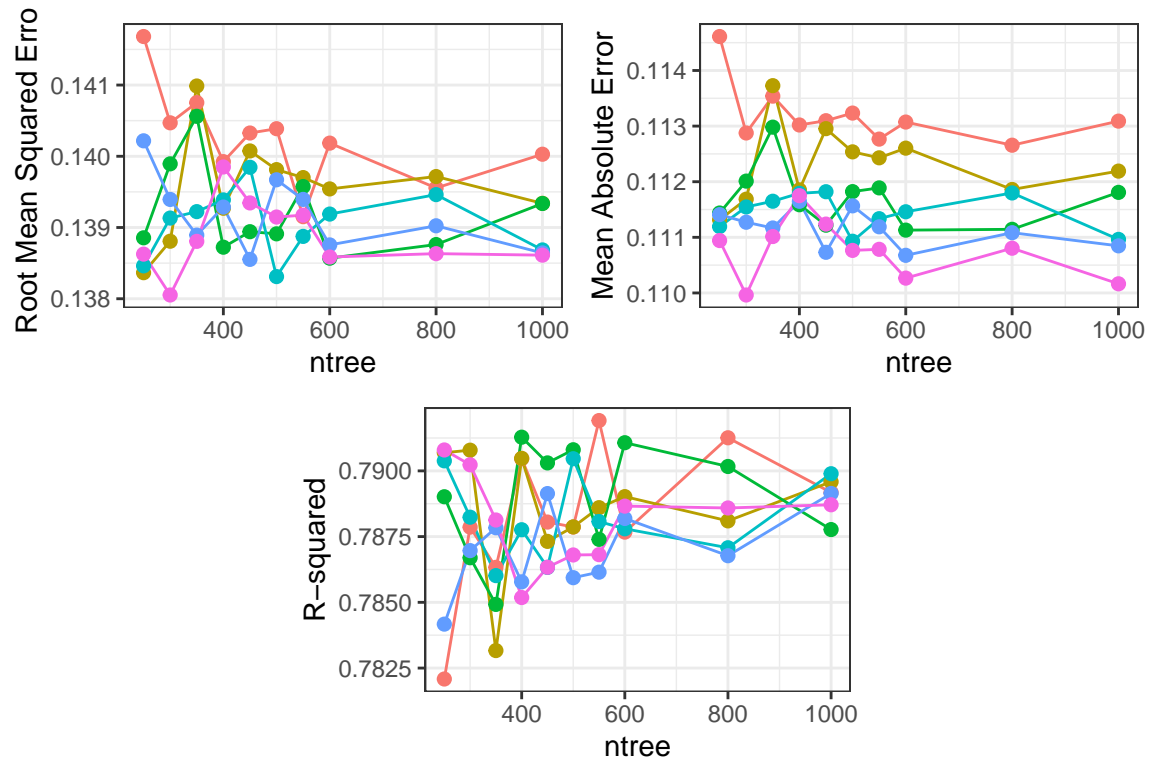 Root Mean Squared Erro
0.141
0.140
0.139
0.138
400 600 800 1000
ntree
Mean Absolute Error
0.114
0.113
0.112
0.111
0.110
400 600 800 1000
ntree
R−squared
0.7900
0.7875
0.7850
0.7825
400 600 800 1000
ntree